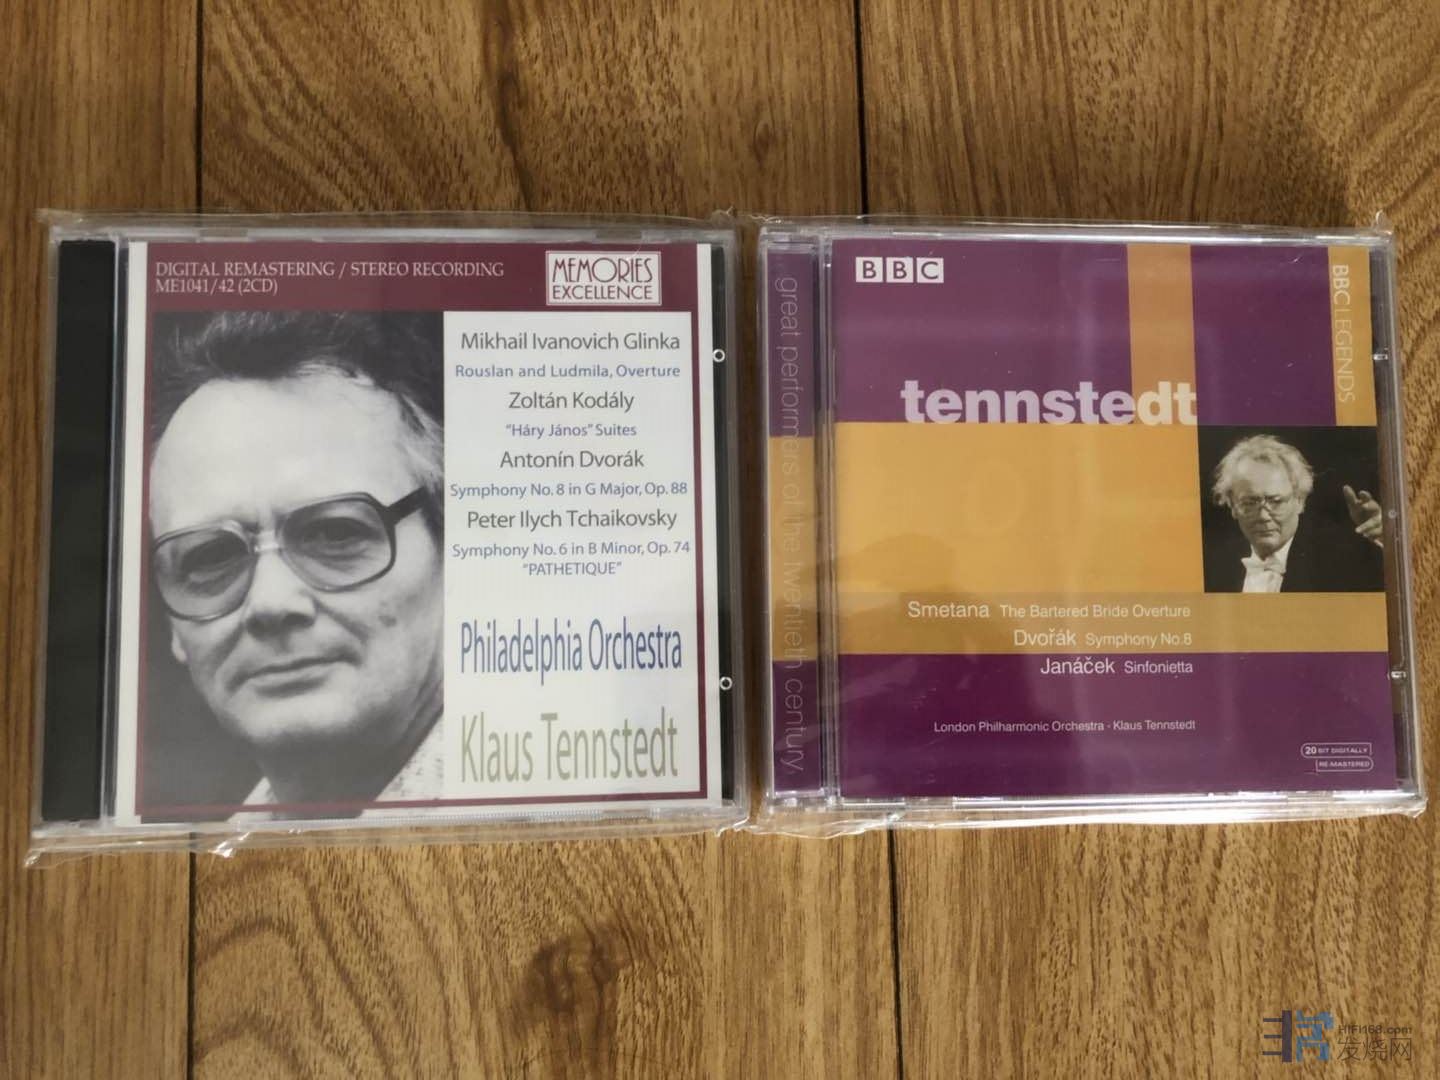 DIGITAL REMASTERING / STEREO RECORDING
ME1041/42 (2CD)
MEMORIES
EXCELLENCE
Mikhail Ivanovich Glinka
Rouslan and Ludmila, Overture
Zoltán Kodály
“Háry János” Suites
Antonín Dvorák
Symphony No. 8 in G Major, Op. 88
Peter Ilych Tchaikovsky
Symphony No. 6 in B Minor, Op. 74
“PATHETIQUE”
Philadelphia Orchestra
Klaus Tennstedt
great performers of the twentieth century
BBC
BBC LEGENDS
tennstedt
Smetana The Bartered Bride Overture
Dvořák Symphony No.8
Janáček Sinfonietta
London Philharmonic Orchestra - Klaus Tennstedt
20 BIT DIGITALLY
RE-MASTERED
HIFI168.com
发烧网